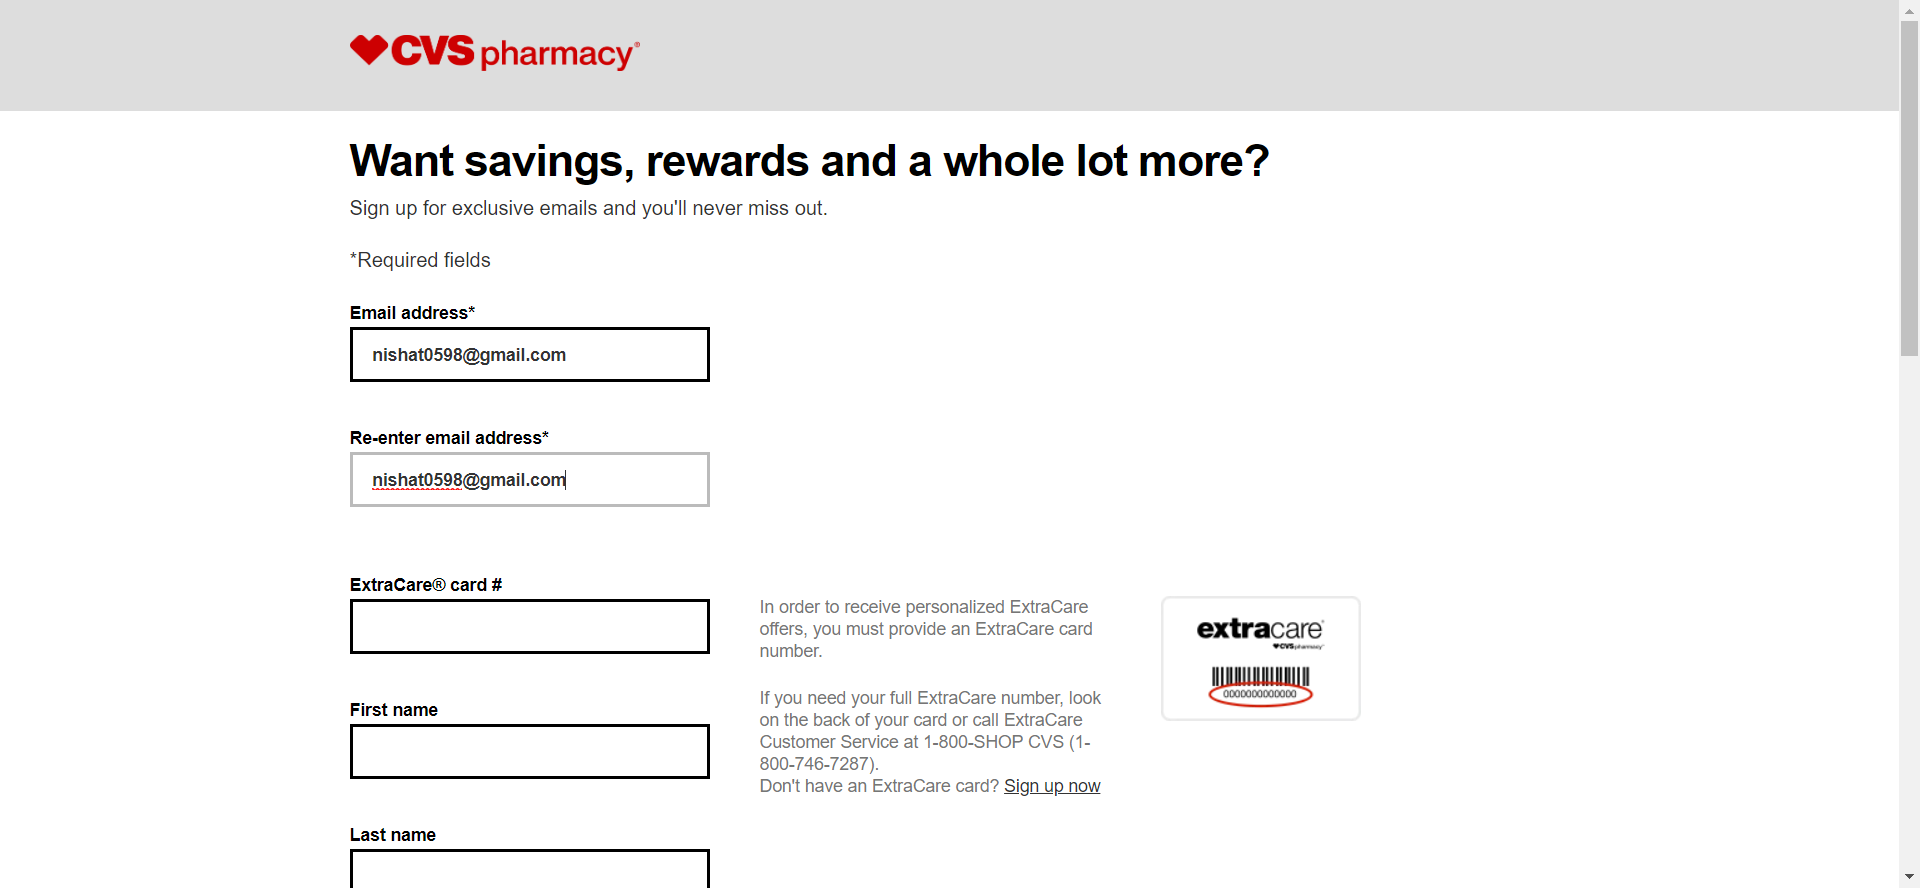 CVS pharmacy®
Want savings, rewards and a whole lot more?
Sign up for exclusive emails and you'll never miss out.
*Required fields
Email address*
nishat0598@gmail.com
Re-enter email address*
nishat0598@gmail.com
ExtraCare® card #
In order to receive personalized ExtraCare
offers, you must provide an ExtraCare card
number.
If you need your full ExtraCare number, look
on the back of your card or call ExtraCare
Customer Service at 1-800-SHOP CVS (1-
800-746-7287).
Don't have an ExtraCare card? Sign up now
extracare
CVS pharmacy
0000000000000
First name
Last name